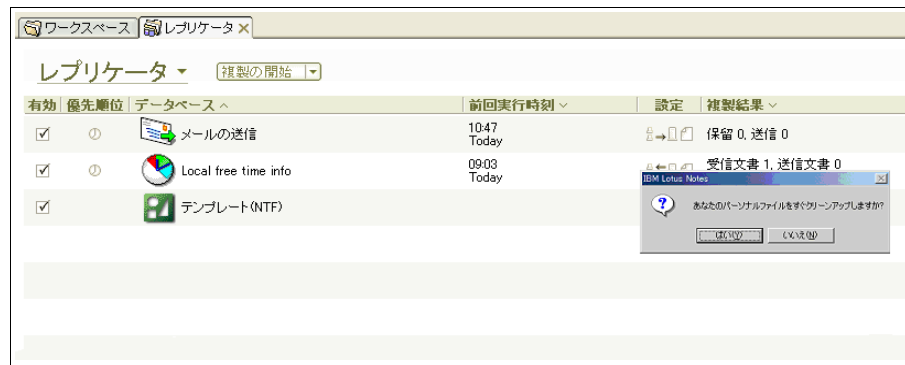 ワークスペース レプリケータ
レプリケータ 複製の開始
有効 優先順位 データベース 前回実行時刻 設定 複製結果
メールの送信 10:47 Today 保留 0, 送信 0
Local free time info 09:03 Today 受信文書 1, 送信文書 0
テンプレート(NTF)
IBM Lotus Notes
あなたのパーソナルファイルをすぐクリーンアップしますか?
はい(Y) いいえ(N)